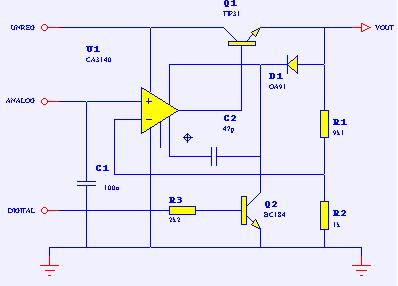 Q1
TIP31
UNREG
VOUT
U1
CA3140
D1
OA91
ANALOG
C2
47p
R1
9k1
C1
100n
R3
2k2
DIGITAL
Q2
BC184
R2
1k